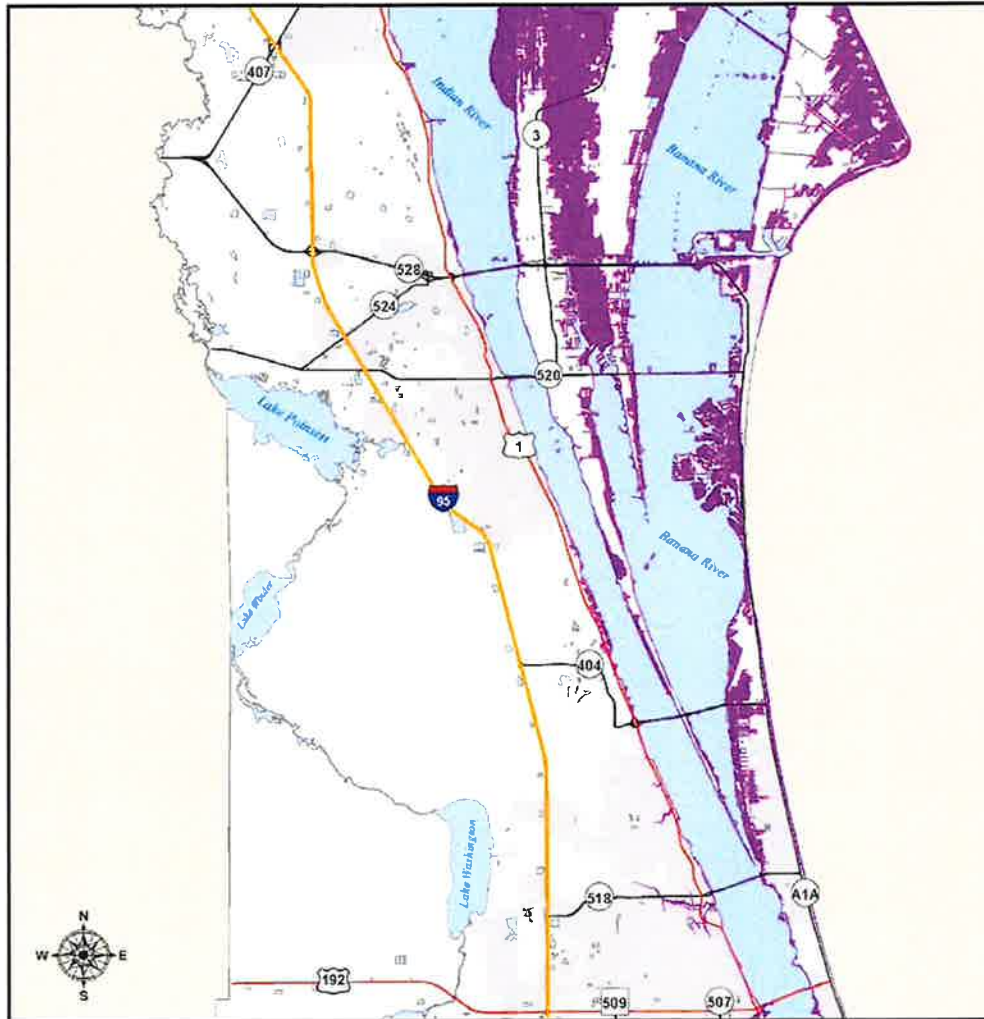 407
Indian River
3
Banana River
528
524
520
Lake Poinsett
1
95
Banana River
Lake Winder
404
Lake Washington
518
A1A
N
W E
S
192
509
507